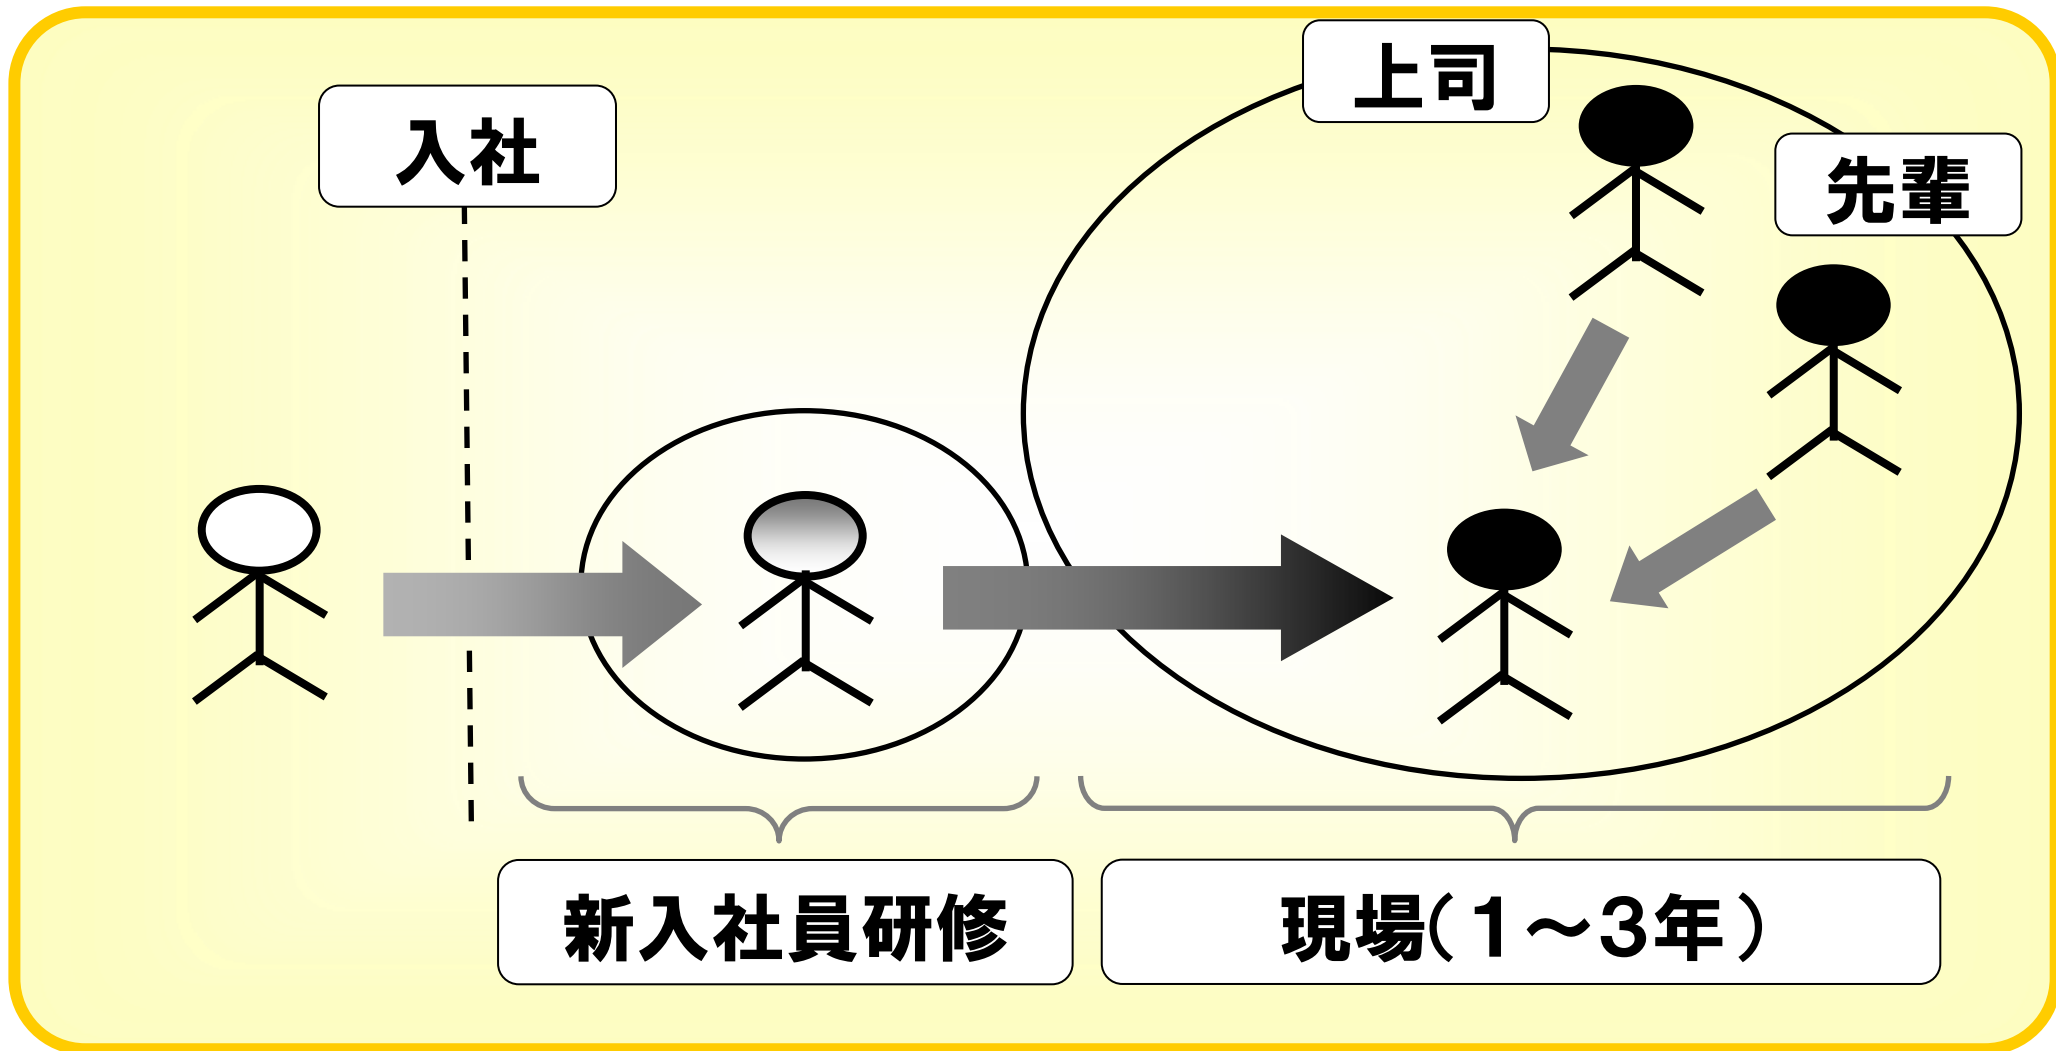 上司
入社
先輩
新入社員研修
現場（１～３年）